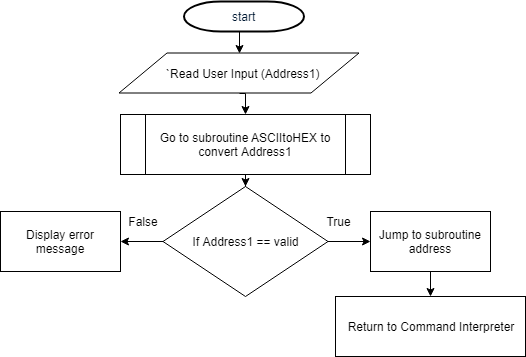 start
`Read User Input (Address1)
Go to subroutine ASCIItoHEX to
convert Address1
False
True
Display error
message
If Address1 == valid
Jump to subroutine
address
Return to Command Interpreter